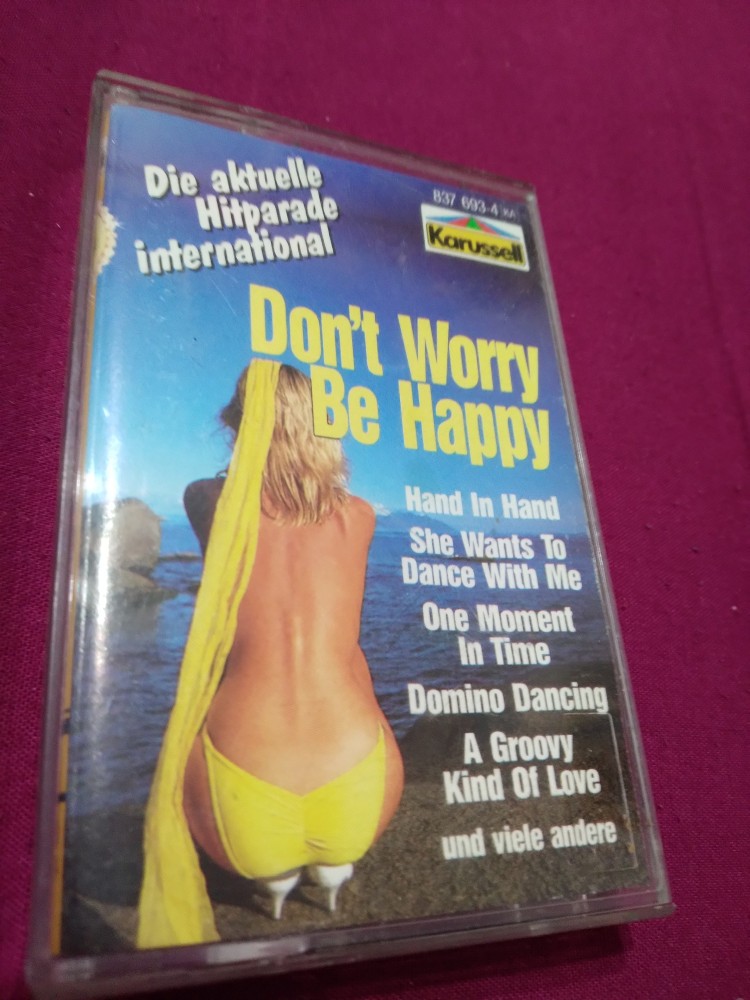 Die aktuelle
Hitparade
international
837 693-4
Karussell
Don't Worry
Be Happy
Hand In Hand
She Wants To
Dance With Me
One Moment
In Time
Domino Dancing
A Groovy
Kind Of Love
und viele andere